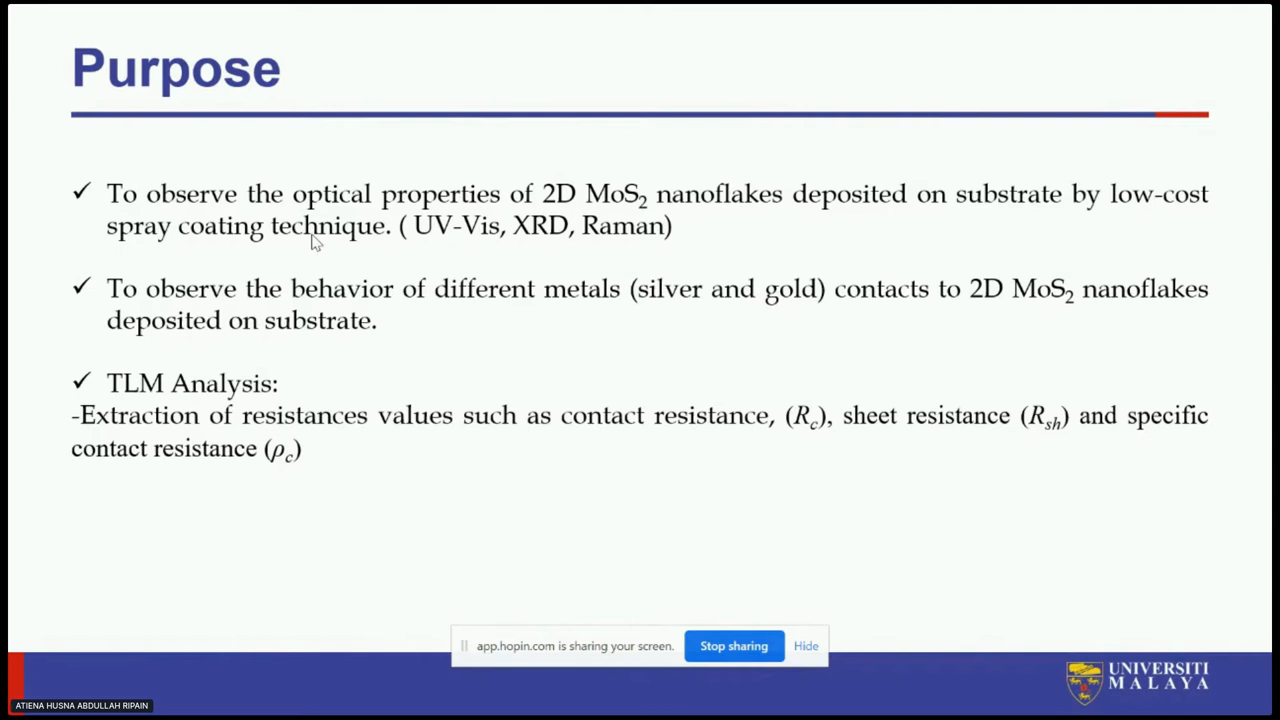 Purpose
✓ To observe the optical properties of 2D MoS₂ nanoflakes deposited on substrate by low-cost
spray coating technique. ( UV-Vis, XRD, Raman)
✓ To observe the behavior of different metals (silver and gold) contacts to 2D MoS₂ nanoflakes
deposited on substrate.
✓ TLM Analysis:
-Extraction of resistances values such as contact resistance, (R_c), sheet resistance (R_sh) and specific
contact resistance (ρ_c)
app.hopin.com is sharing your screen. Stop sharing Hide
UNIVERSITI
MALAYA
ATIENA HUSNA ABDULLAH RIPAIN